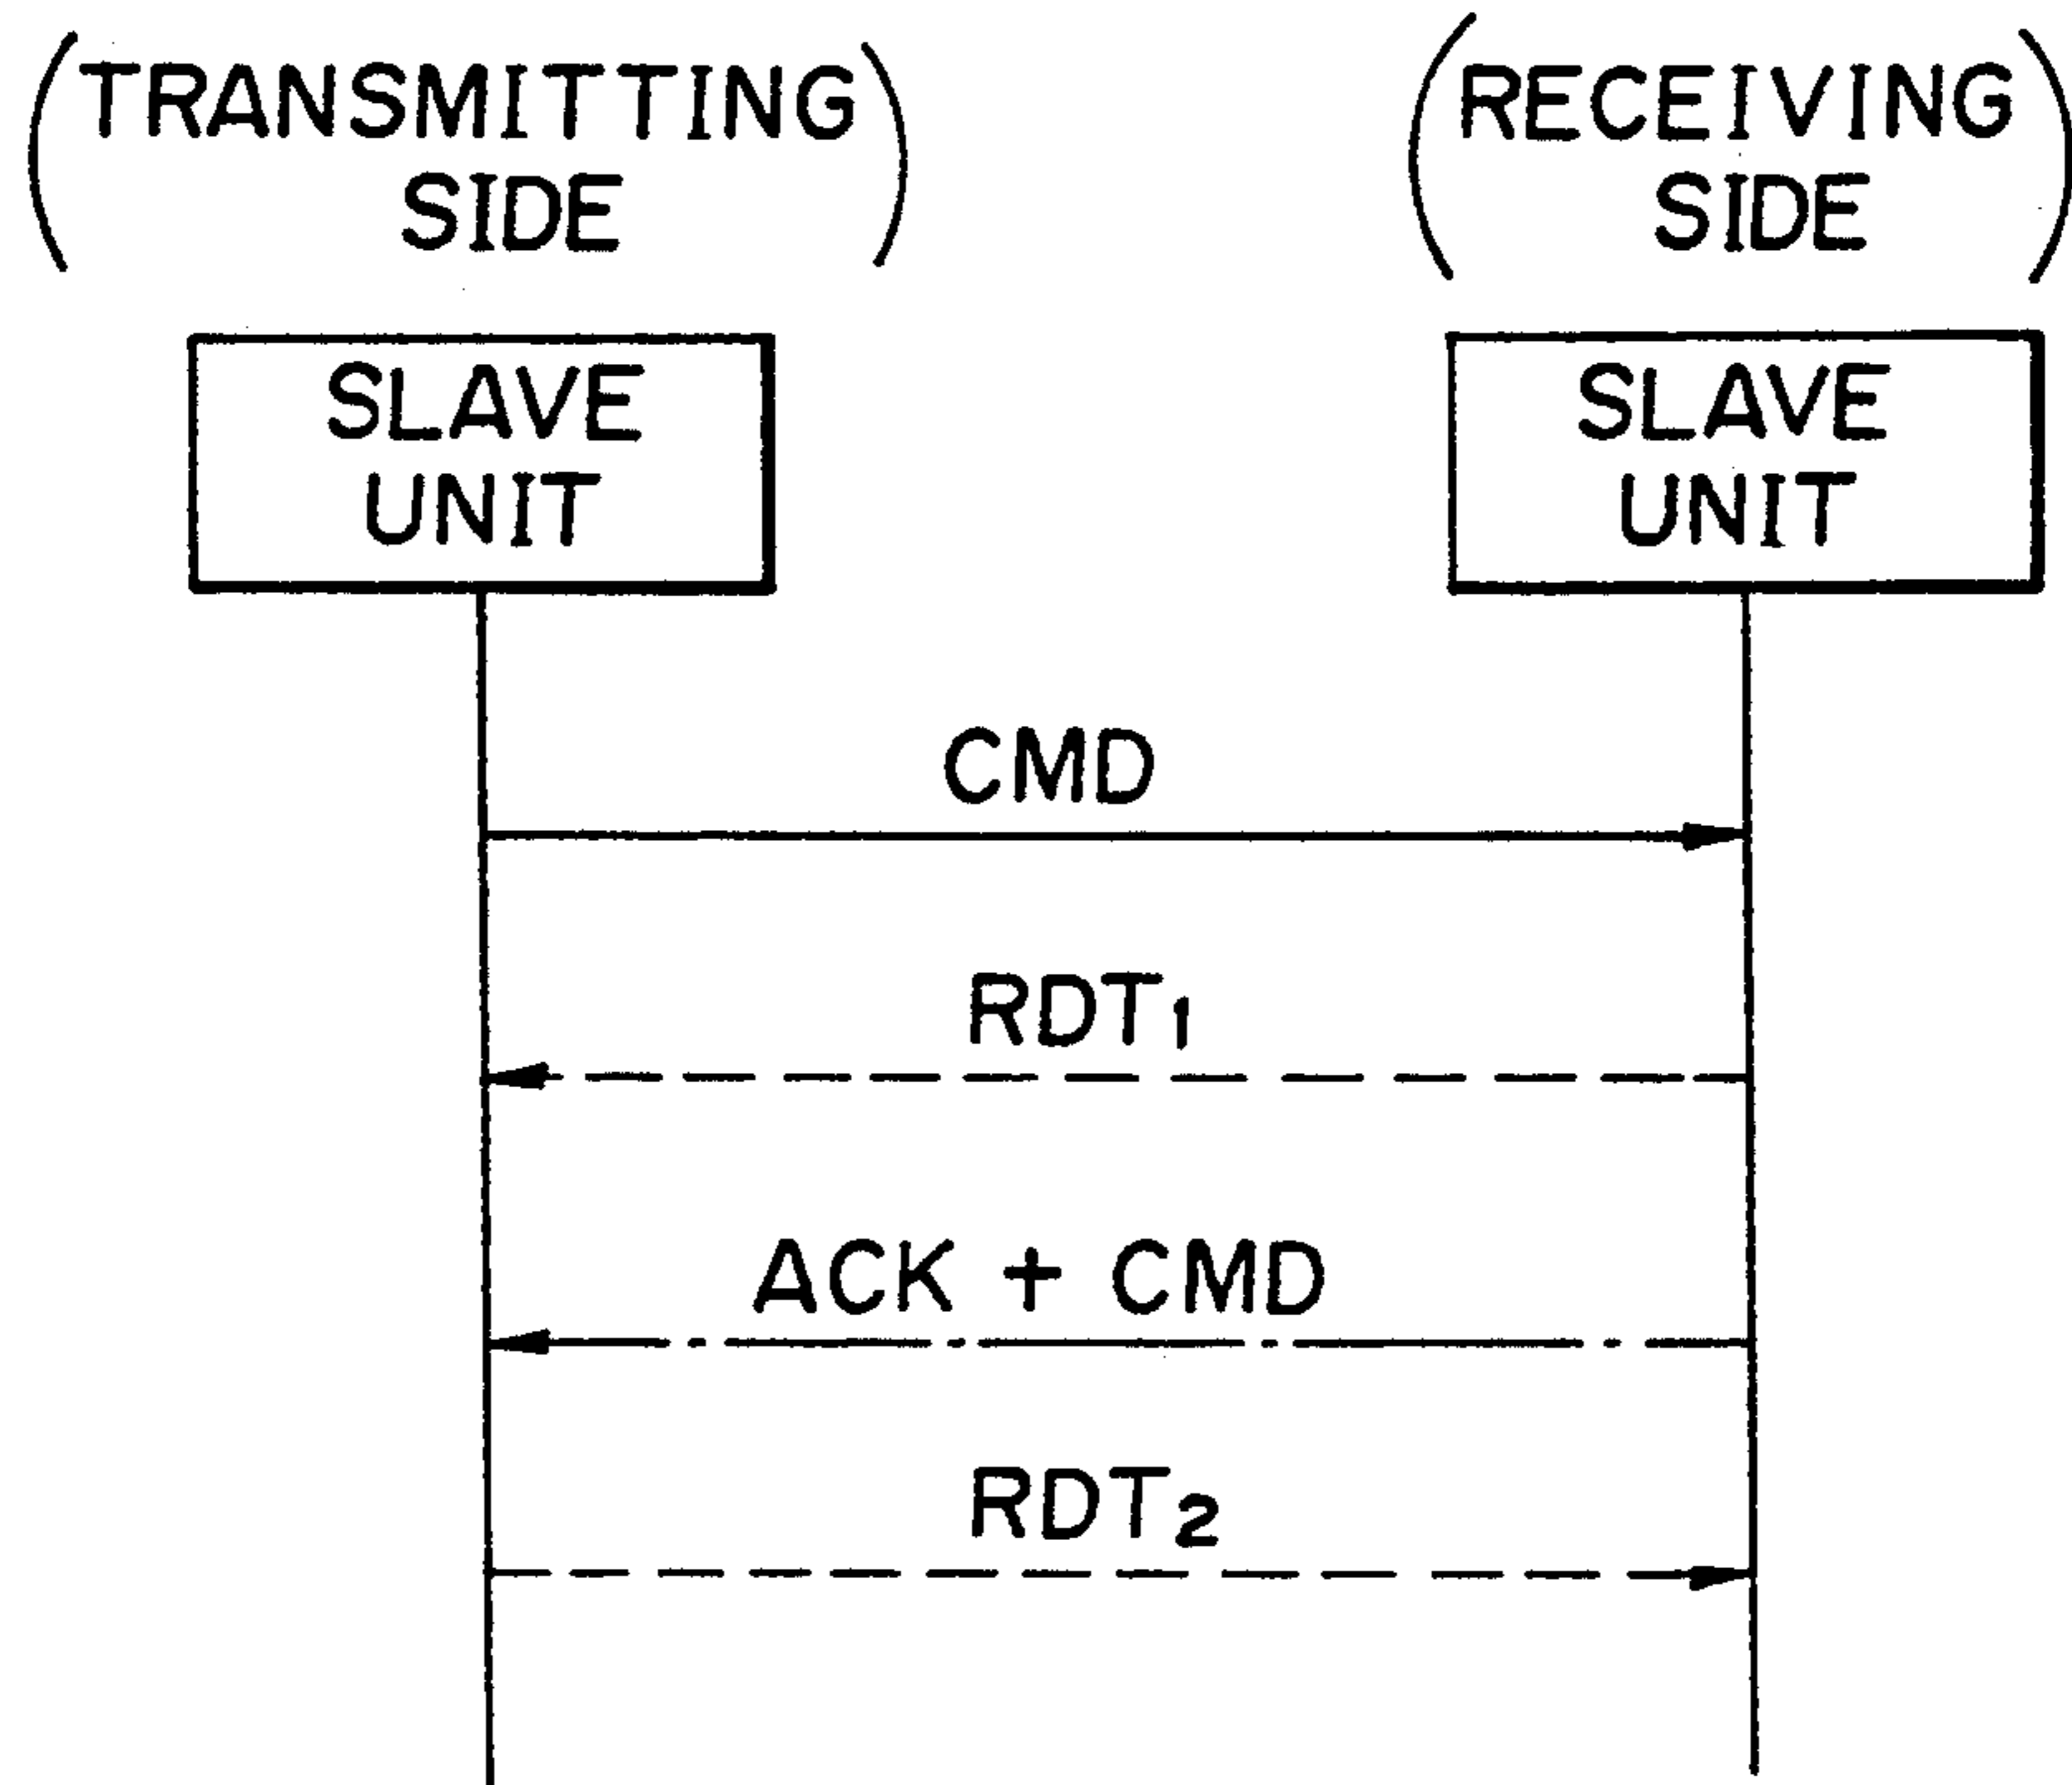 (TRANSMITTING
SIDE)
(RECEIVING
SIDE)
SLAVE
UNIT
SLAVE
UNIT
CMD
RDT1
ACK + CMD
RDT2